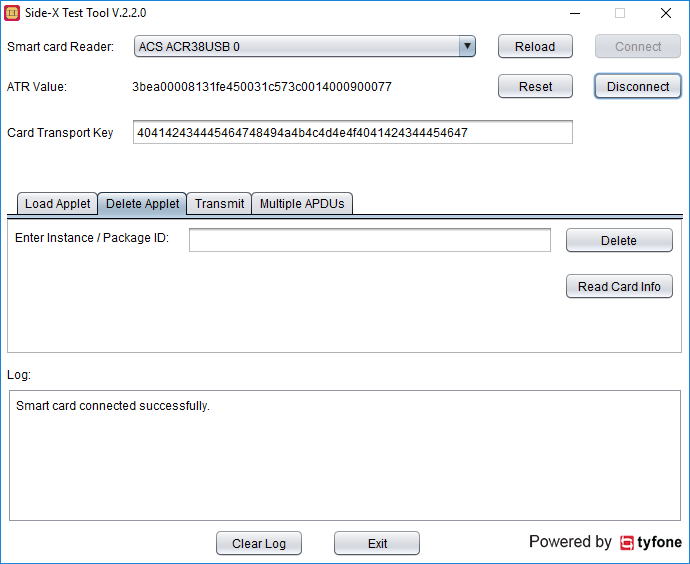 Side-X Test Tool V.2.2.0
Smart card Reader: ACS ACR38USB 0 Reload Connect
ATR Value: 3bea00008131fe450031c573c0014000900077 Reset Disconnect
Card Transport Key 404142434445464748494a4b4c4d4e4f4041424344454647
Load Applet Delete Applet Transmit Multiple APDUs
Enter Instance / Package ID: Delete
Read Card Info
Log:
Smart card connected successfully.
Clear Log Exit Powered by tyfone